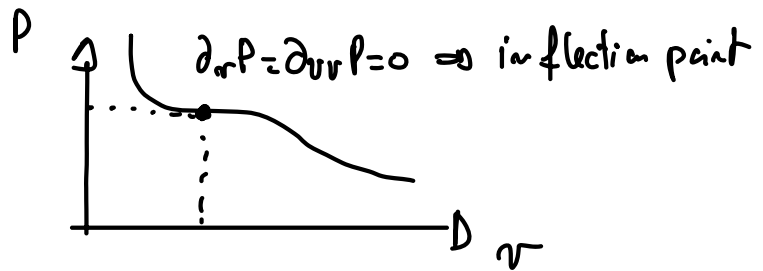 P
∂vP=∂vvP=0 ⇒ inflection point
v